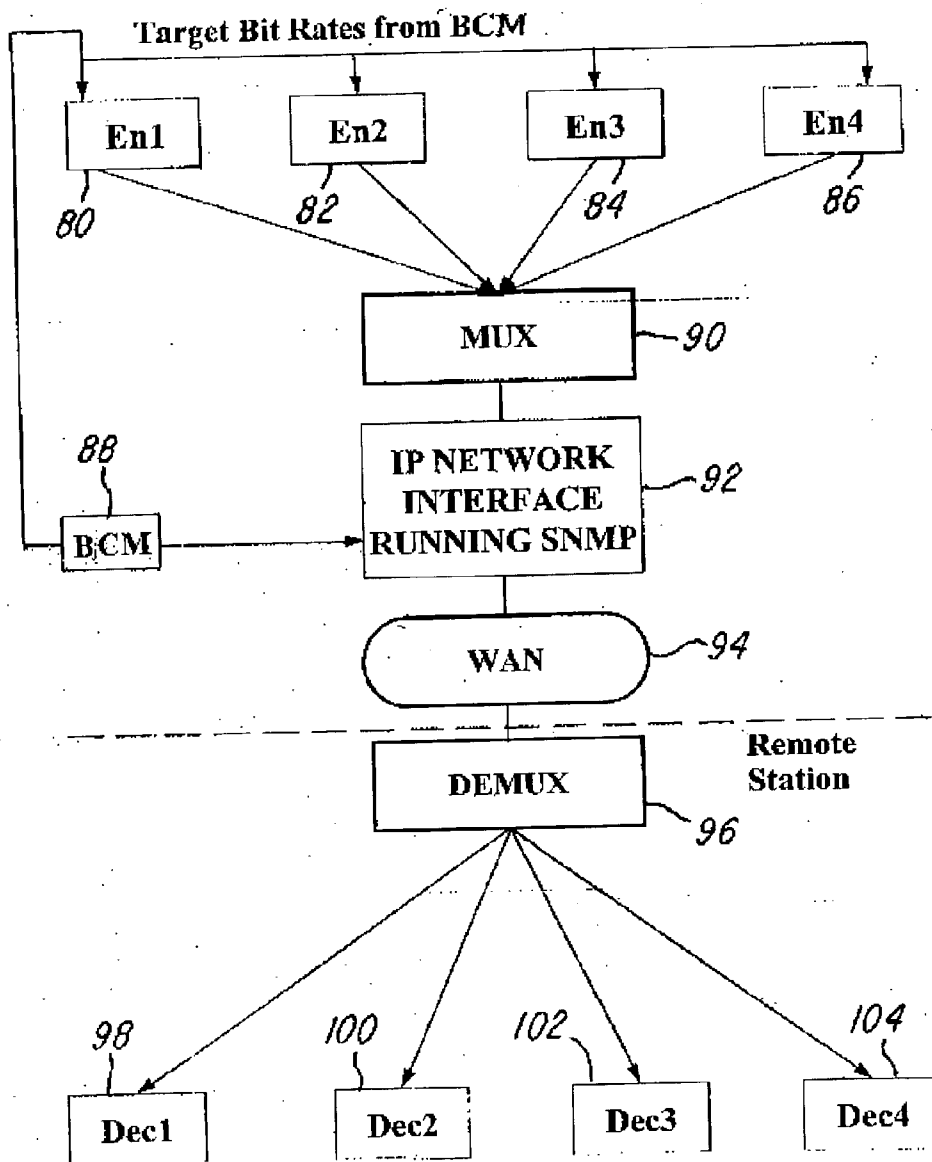 Target Bit Rates from BCM
En1
En2
En3
En4
80
82
84
86
MUX
90
88
IP NETWORK
INTERFACE
RUNNING SNMP
92
BCM
WAN
94
Remote
Station
DEMUX
96
98
100
102
104
Dec1
Dec2
Dec3
Dec4